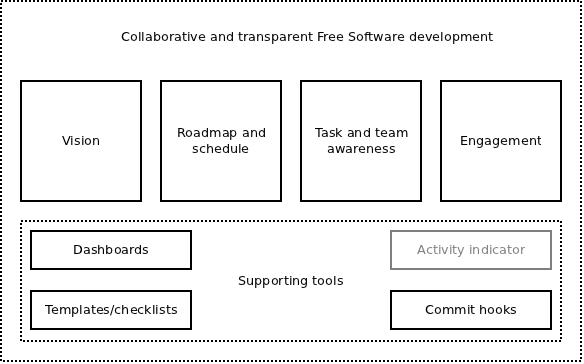 Collaborative and transparent Free Software development
Vision
Roadmap and
schedule
Task and team
awareness
Engagement
Dashboards
Activity indicator
Supporting tools
Templates/checklists
Commit hooks